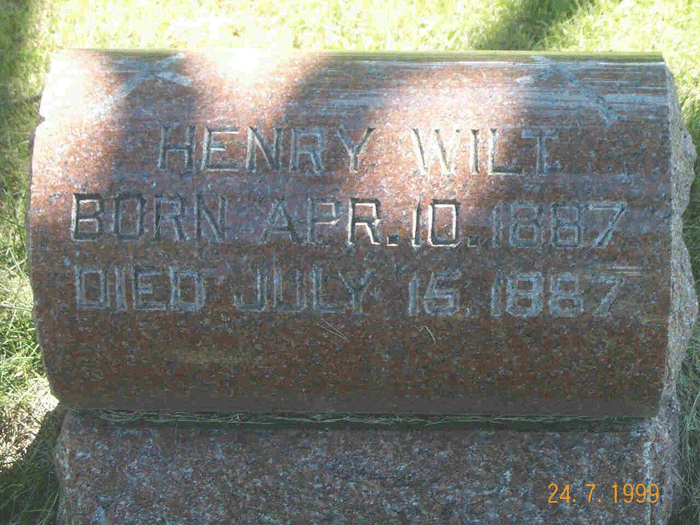 HENRY WILT
BORN APR. 10. 1887
DIED JULY 15. 1887
24. 7. 1999